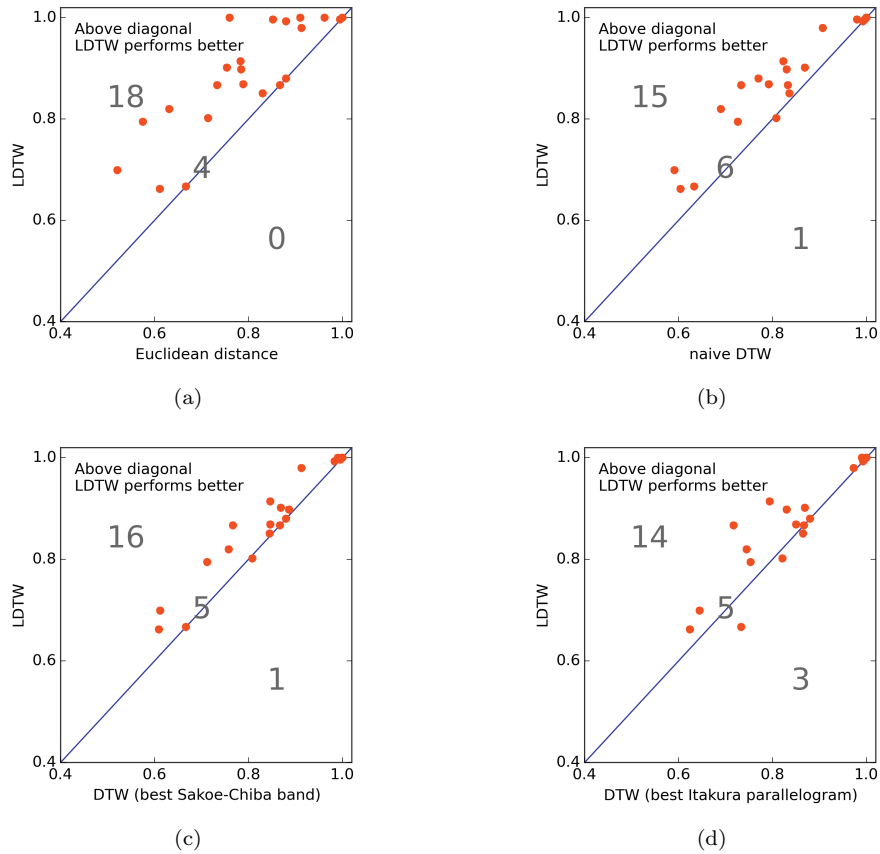 1.0
Above diagonal
LDTW performs better
18
0.8
LDTW
4
0.6
0
0.4
0.4 0.6 0.8 1.0
Euclidean distance
(a)
1.0
Above diagonal
LDTW performs better
15
0.8
LDTW
6
0.6
1
0.4
0.4 0.6 0.8 1.0
naive DTW
(b)
1.0
Above diagonal
LDTW performs better
16
0.8
LDTW
5
0.6
1
0.4
0.4 0.6 0.8 1.0
DTW (best Sakoe-Chiba band)
(c)
1.0
Above diagonal
LDTW performs better
14
0.8
LDTW
5
0.6
3
0.4
0.4 0.6 0.8 1.0
DTW (best Itakura parallelogram)
(d)